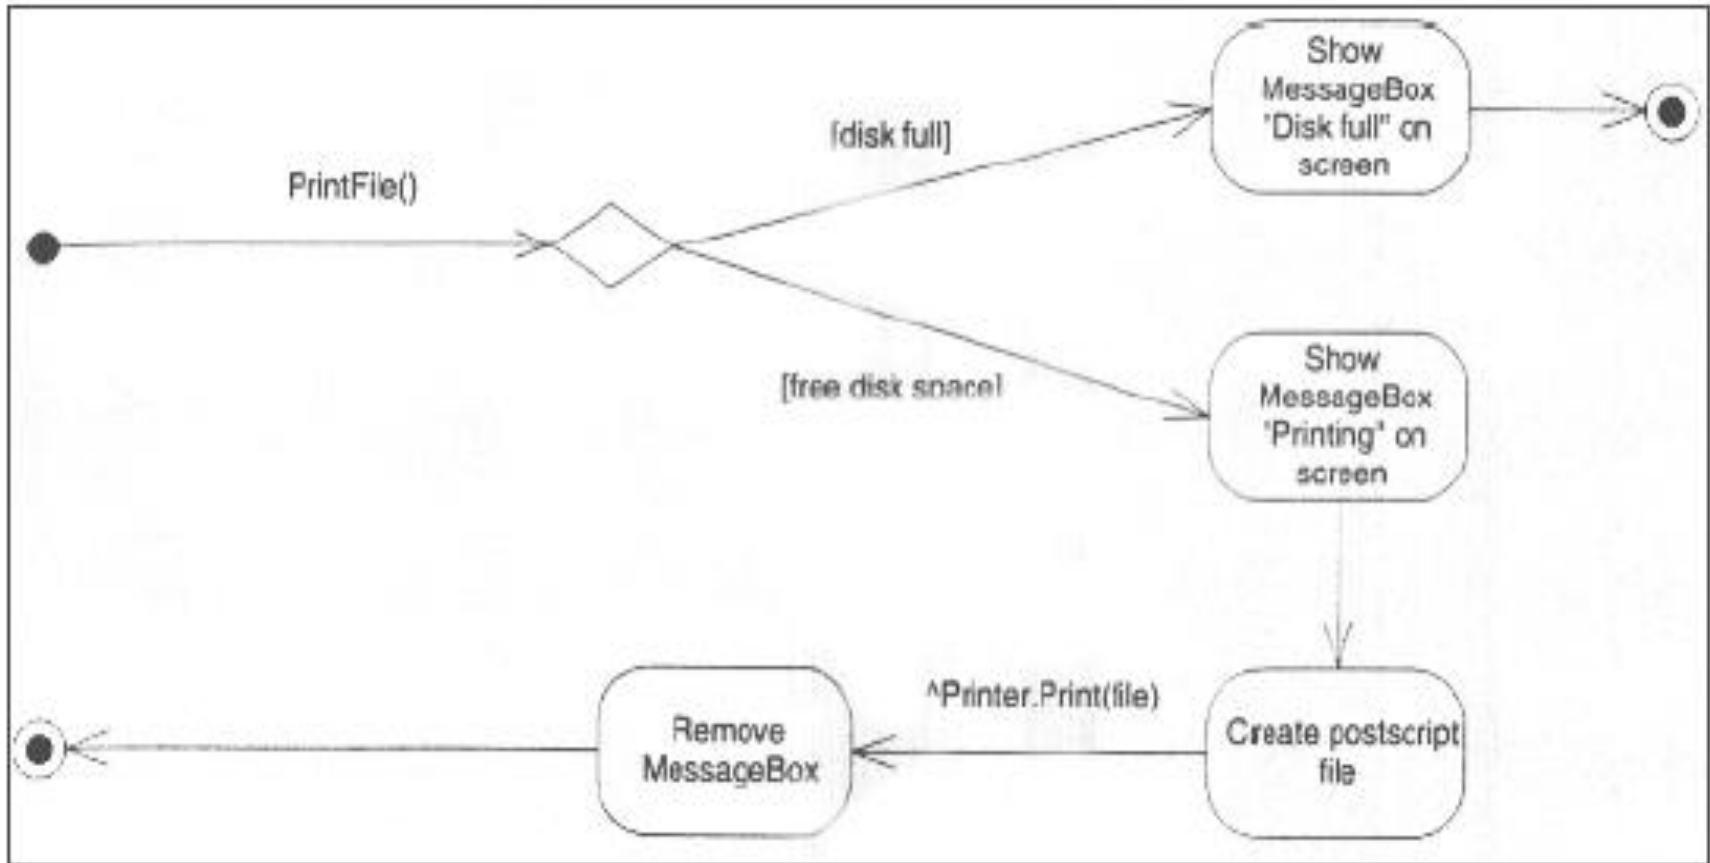 Show
MessageBox
"Disk full" on
screen
[disk full]
PrintFile()
[free disk space]
Show
MessageBox
"Printing" on
screen
^Printer.Print(file)
Create postscript
file
Remove
MessageBox